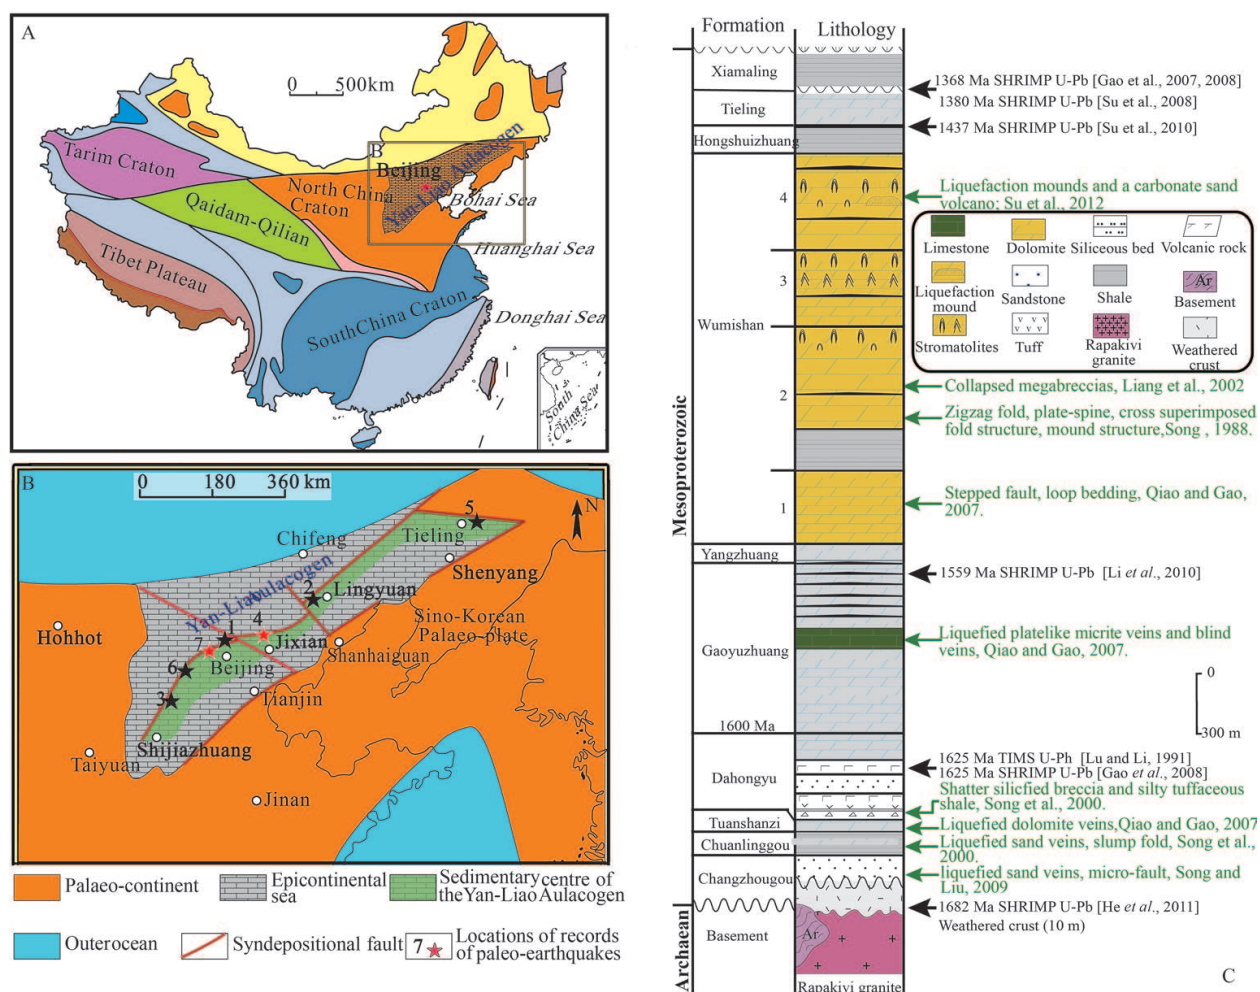 A
0 500km
Tarim Craton
Qaidam-Qilian
Tibet Plateau
North China
Craton
B
Beijing
Yan-Liao Aulacogen
Bohai Sea
Huanghai Sea
SouthChina Craton
Donghai Sea
South
China Sea
B
0 180 360 km
N
5
Tieling
Chifeng
Shenyang
Yan-Liao
Aulacogen
2
Lingyuan
Sino-Korean
Palaeo-plate
Hohhot
1
4
Jixian
Shanhaiguan
7
Beijing
6
3
Tianjin
Shijiazhuang
Taiyuan
Jinan
Palaeo-continent
Epicontinental
sea
Sedimentary centre of
the Yan-Liao Aulacogen
Outerocean
Syndepositional fault
7
Locations of records
of paleo-earthquakes
Formation
Lithology
Xiamaling
1368 Ma SHRIMP U-Pb [Gao et al., 2007, 2008]
Tieling
1380 Ma SHRIMP U-Pb [Su et al., 2008]
Hongshuizhuang
1437 Ma SHRIMP U-Pb [Su et al., 2010]
4
Liquefaction mounds and a carbonate sand
volcano; Su et al., 2012
Limestone
Dolomite
Siliceous bed
Volcanic rock
Liquefaction
mound
Sandstone
Shale
Ar
Basement
Stromatolites
Tuff
Rapakivi
granite
Weathered
crust
3
Wumishan
2
Collapsed megabreccias, Liang et al., 2002
Zigzag fold, plate-spine, cross superimposed
fold structure, mound structure,Song , 1988.
1
Stepped fault, loop bedding, Qiao and Gao,
2007.
Mesoproterozoic
Yangzhuang
1559 Ma SHRIMP U-Pb [Li et al., 2010]
Gaoyuzhuang
Liquefied platelike micrite veins and blind
veins, Qiao and Gao, 2007.
0
300 m
1600 Ma
Dahongyu
1625 Ma TIMS U-Ph [Lu and Li, 1991]
1625 Ma SHRIMP U-Pb [Gao et al., 2008]
Shatter silicfied breccia and silty tuffaceous
shale, Song et al., 2000.
Tuanshanzi
Liquefied dolomite veins,Qiao and Gao, 2007
Chuanlinggou
Liquefied sand veins, slump fold, Song et al.,
2000.
Changzhougou
liquefied sand veins, micro-fault, Song and
Liu, 2009
1682 Ma SHRIMP U-Pb [He et al., 2011]
Weathered crust (10 m)
Archaean
Basement
Ar
Rapakivi granite
C